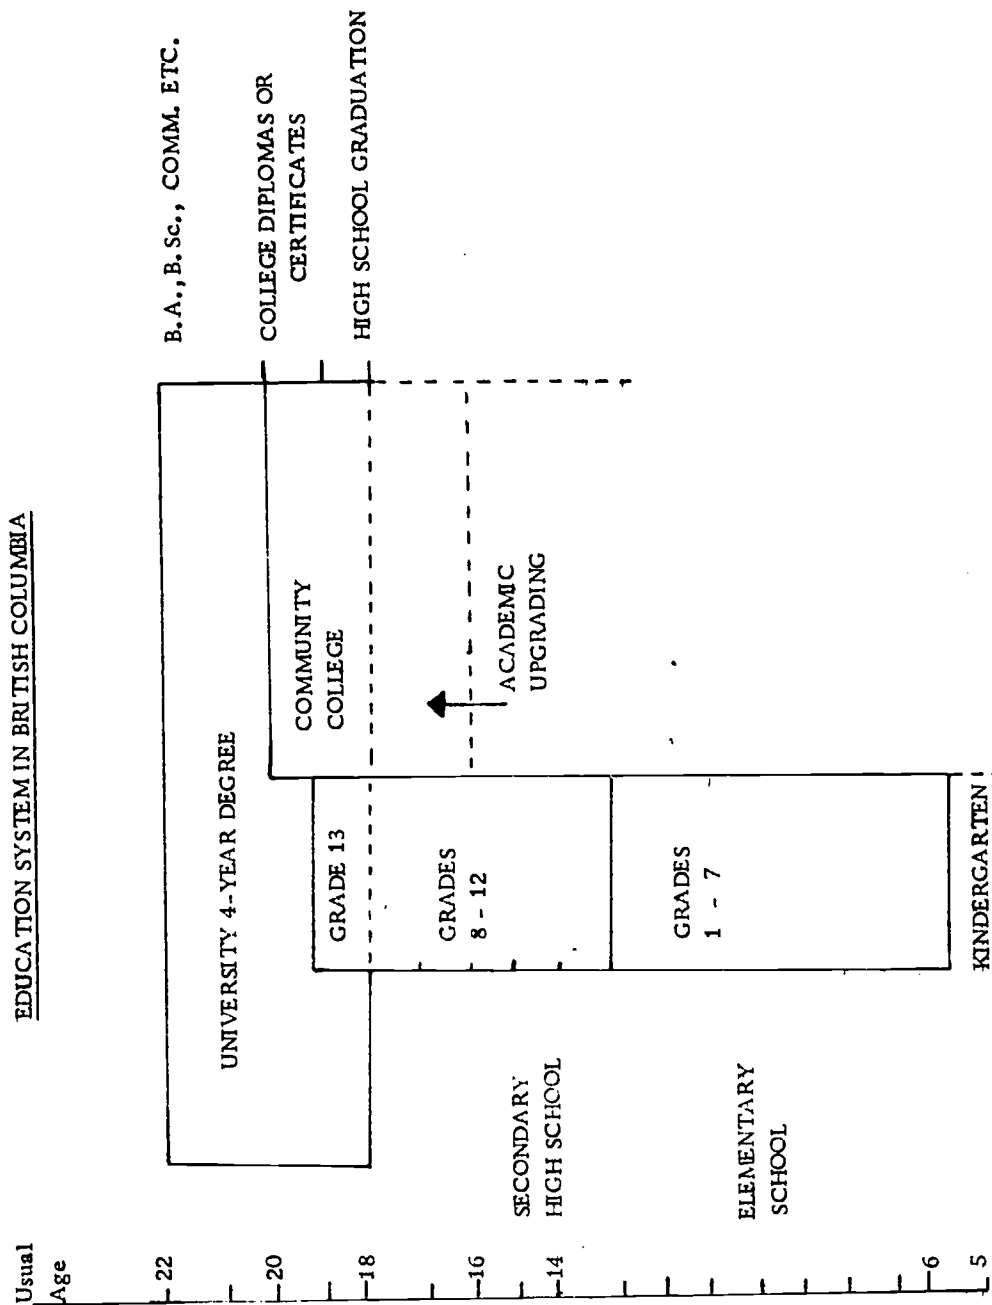 EDUCATION SYSTEM IN BRITISH COLUMBIA
Usual
Age
22
20
18
16
14
6
5
UNIVERSITY 4-YEAR DEGREE
B.A., B.Sc., COMM. ETC.
COMMUNITY
COLLEGE
COLLEGE DIPLOMAS OR
CERTIFICATES
GRADE 13
HIGH SCHOOL GRADUATION
SECONDARY
HIGH SCHOOL
GRADES
8 - 12
ACADEMIC
UPGRADING
ELEMENTARY
SCHOOL
GRADES
1 - 7
KINDERGARTEN